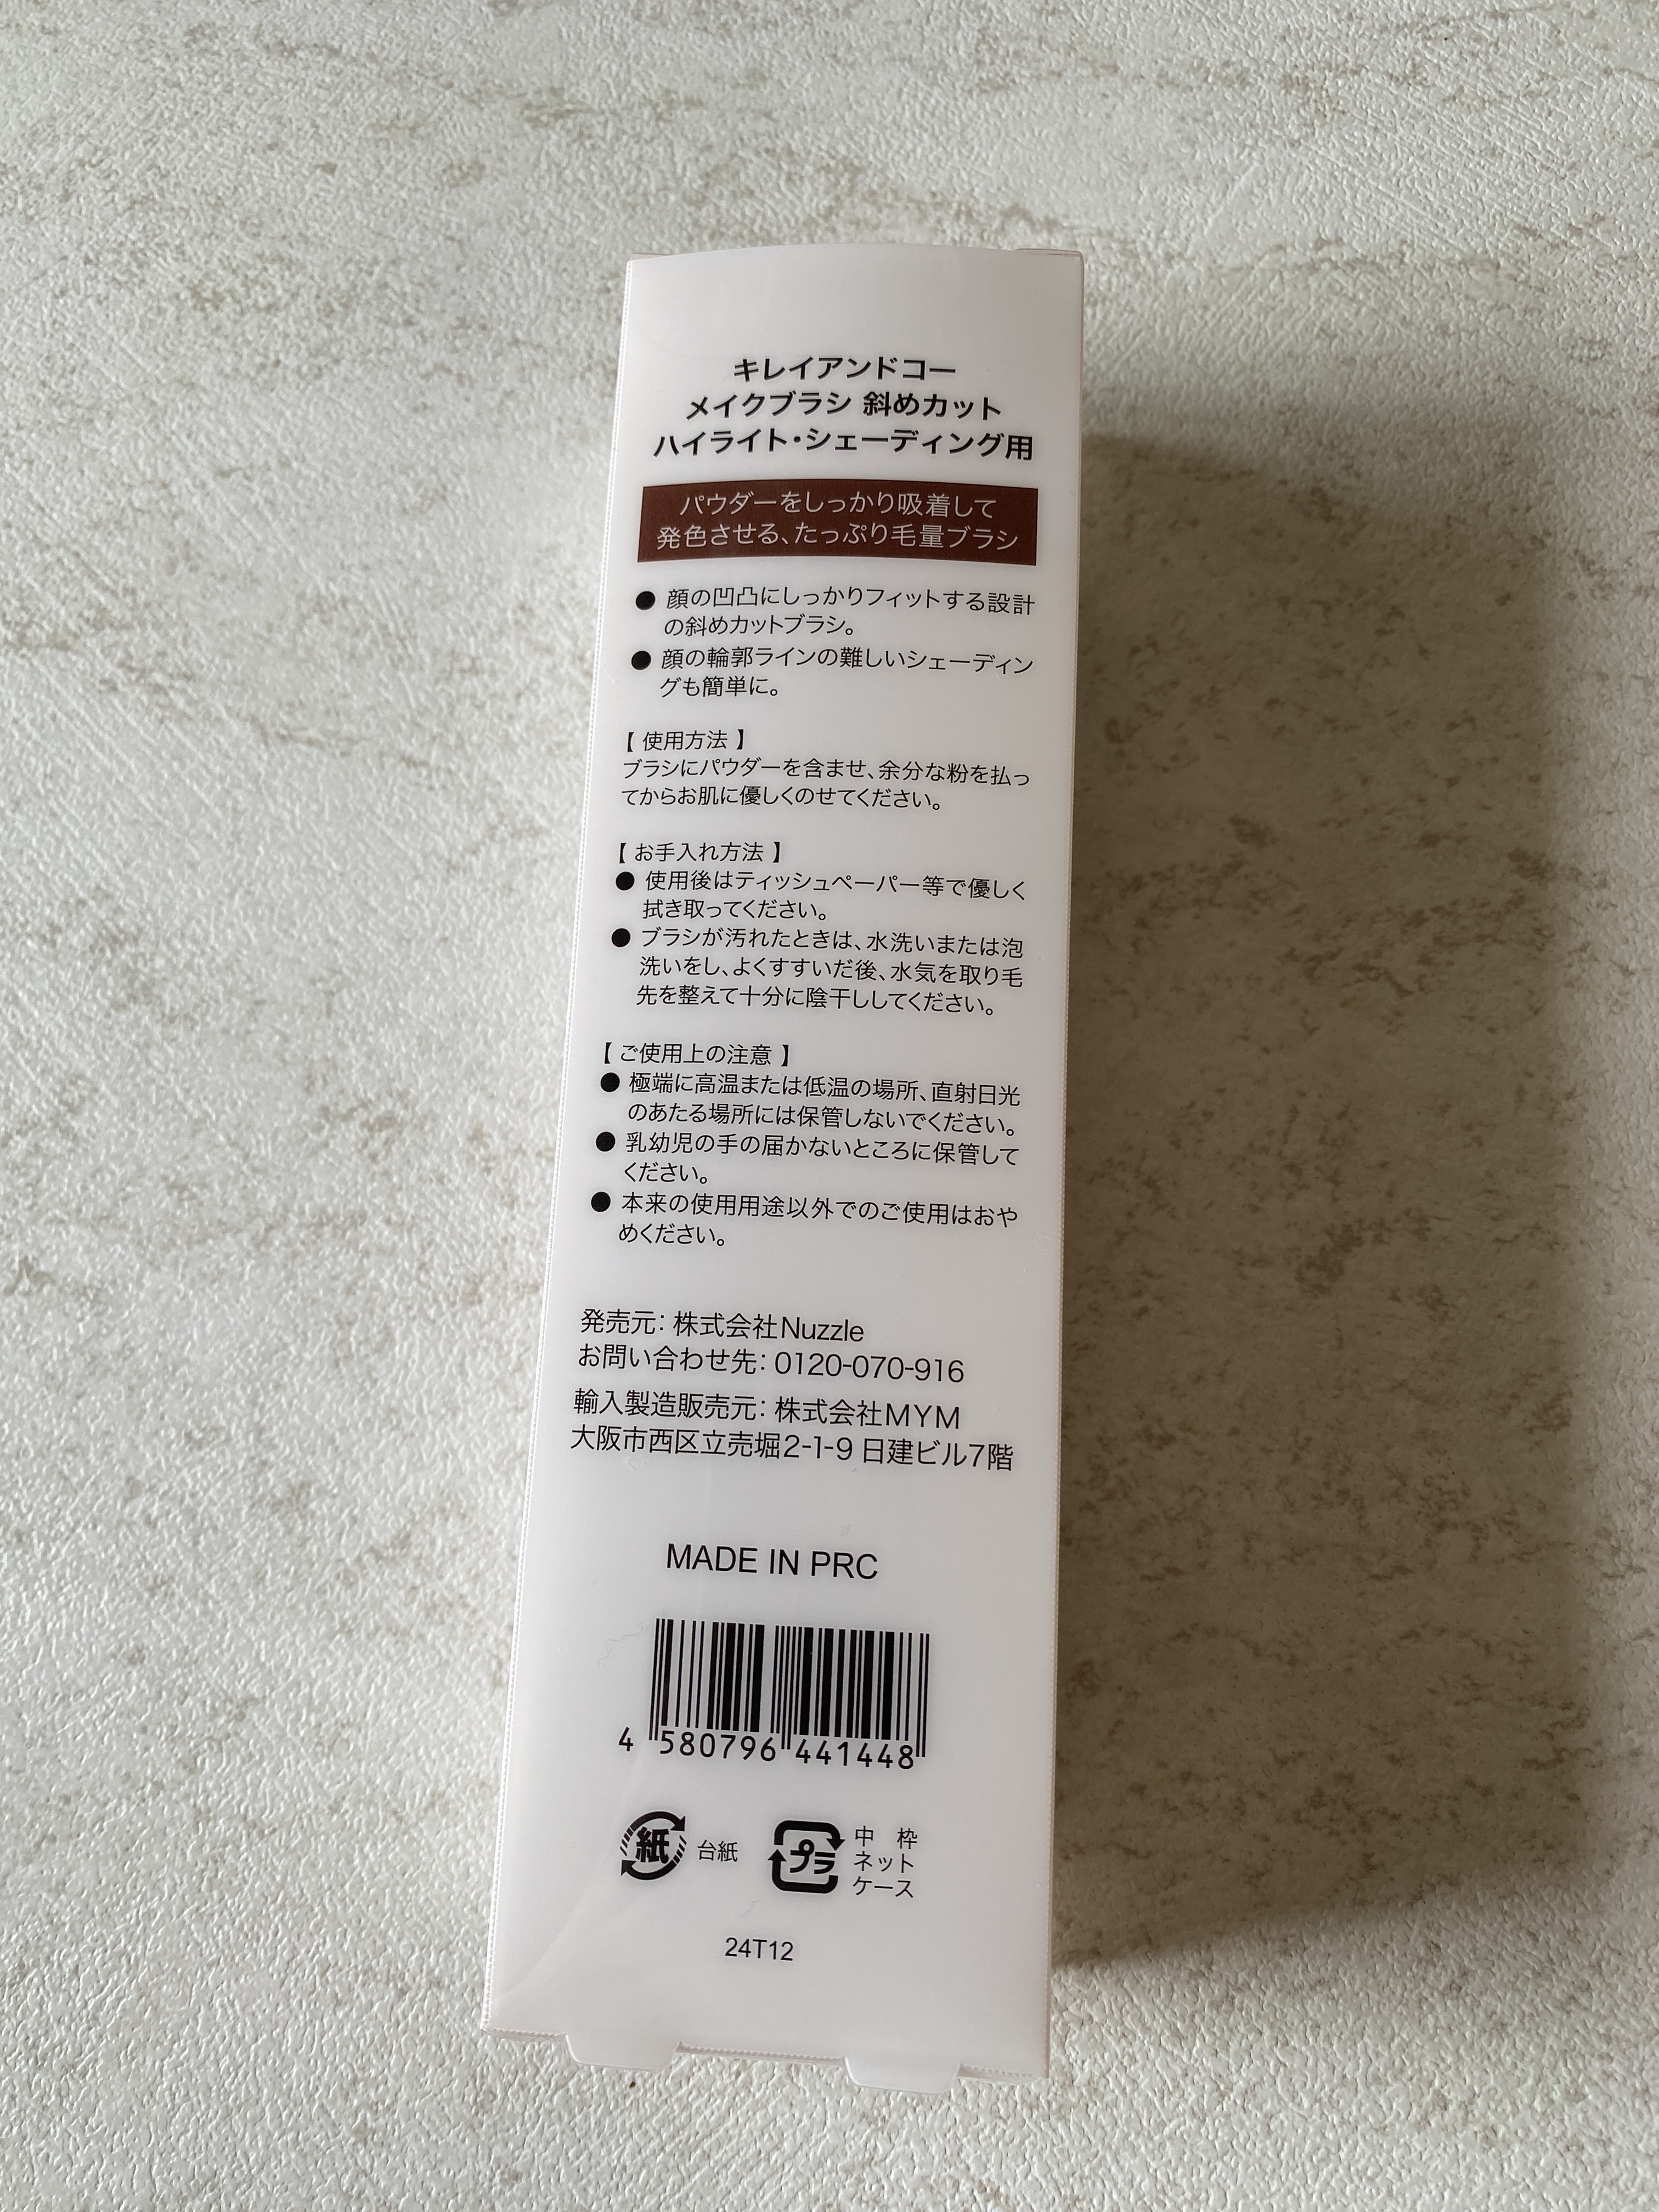 キレイアンドコー
メイクブラシ 斜めカット
ハイライト・シェーディング用
パウダーをしっかり吸着して
発色させる、たっぷり毛量ブラシ
● 顔の凹凸にしっかりフィットする設計
の斜めカットブラシ。
● 顔の輪郭ラインの難しいシェーディン
グも簡単に。
【 使用方法 】
ブラシにパウダーを含ませ、余分な粉を払っ
てからお肌に優しくのせてください。
【 お手入れ方法 】
● 使用後はティッシュペーパー等で優しく
拭き取ってください。
● ブラシが汚れたときは、水洗いまたは泡
洗いをし、よくすすいだ後、水気を取り毛
先を整えて十分に陰干ししてください。
【 ご使用上の注意 】
● 極端に高温または低温の場所、直射日光
のあたる場所には保管しないでください。
● 乳幼児の手の届かないところに保管して
ください。
● 本来の使用用途以外でのご使用はおや
めください。
発売元: 株式会社Nuzzle
お問い合わせ先: 0120-070-916
輸入製造販売元: 株式会社MYM
大阪市西区立売堀2-1-9 日建ビル7階
MADE IN PRC
4 580796 441448
紙 台紙
プラ 中 枠
ネット
ケース
24T12